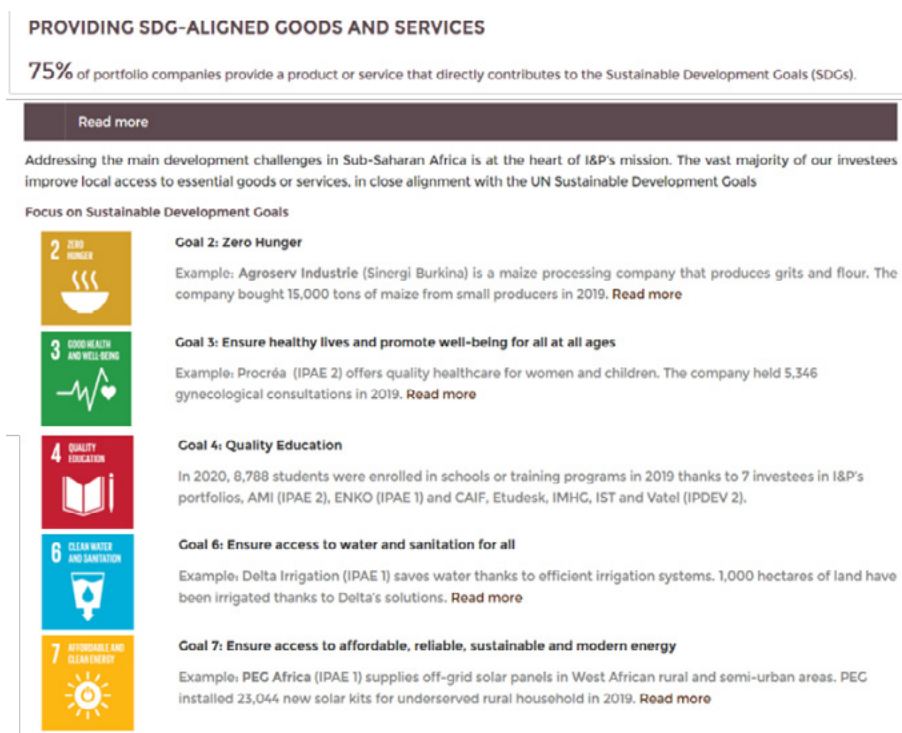 PROVIDING SDG-ALIGNED GOODS AND SERVICES
75% of portfolio companies provide a product or service that directly contributes to the Sustainable Development Goals (SDGs).
Read more
Addressing the main development challenges in Sub-Saharan Africa is at the heart of I&P's mission. The vast majority of our investees
improve local access to essential goods or services, in close alignment with the UN Sustainable Development Goals
Focus on Sustainable Development Goals
2 ZERO
HUNGER
Goal 2: Zero Hunger
Example: Agroserv Industrie (Sinergi Burkina) is a maize processing company that produces grits and flour. The
company bought 15,000 tons of maize from small producers in 2019. Read more
3 GOOD HEALTH
AND WELL-BEING
Goal 3: Ensure healthy lives and promote well-being for all at all ages
Example: Procréa (IPAE 2) offers quality healthcare for women and children. The company held 5,346
gynecological consultations in 2019. Read more
4 QUALITY
EDUCATION
Goal 4: Quality Education
In 2020, 8,788 students were enrolled in schools or training programs in 2019 thanks to 7 investees in I&P's
portfolios, AMI (IPAE 2), ENKO (IPAE 1) and CAIF, Etudesk, IMHG, IST and Vatel (IPDEV 2).
6 CLEAN WATER
AND SANITATION
Goal 6: Ensure access to water and sanitation for all
Example: Delta Irrigation (IPAE 1) saves water thanks to efficient irrigation systems. 1,000 hectares of land have
been irrigated thanks to Delta's solutions. Read more
7 AFFORDABLE AND
CLEAN ENERGY
Goal 7: Ensure access to affordable, reliable, sustainable and modern energy
Example: PEG Africa (IPAE 1) supplies off-grid solar panels in West African rural and semi-urban areas. PEG
installed 23,044 new solar kits for underserved rural household in 2019. Read more